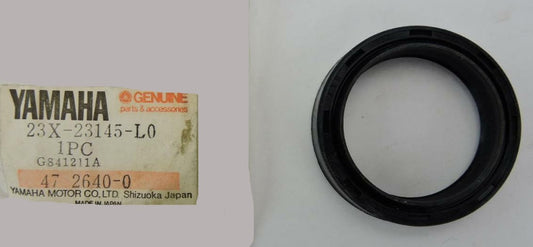 YAMAHA GENUINE
parts & accessories
23X-23145-L0
1PC
G841211A
47 2640-0
YAMAHA MOTOR CO., LTD. Shizuoka Japan
MADE IN JAPAN